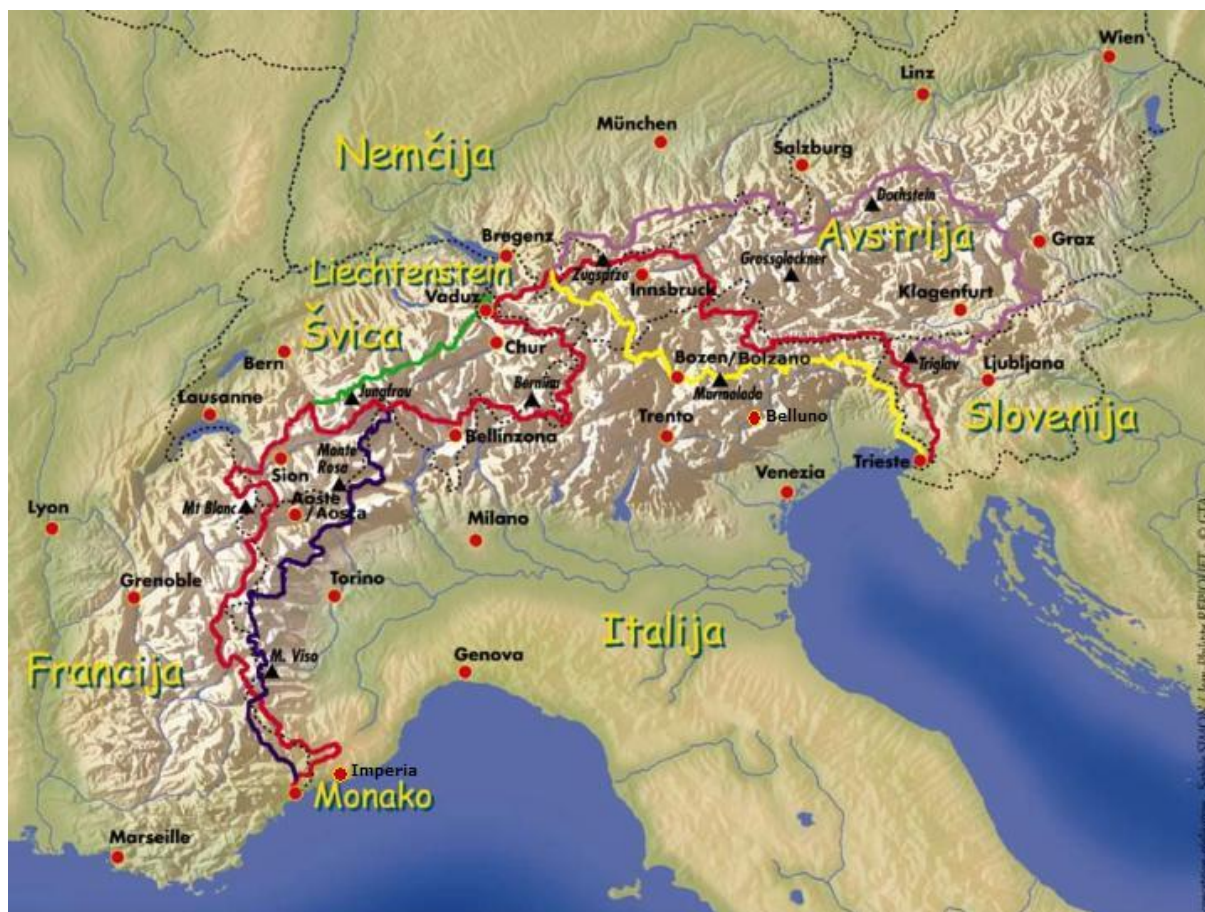 Wien
Linz
München
Salzburg
Nemčija
Dachstein
Avstrija
Graz
Bregenz
Liechtenstein
Zugspitze
Grossglockner
Innsbruck
Vaduz
Klagenfurt
Švica
Chur
Bern
Bozen/Bolzano
Triglav
Ljubljana
Jungfrau
Bernina
Marmolada
Lausanne
Slovenija
Trento
Belluno
Bellinzona
Monte
Rosa
Sion
Trieste
Venezia
Aoste
/Aosta
Mt Blanc
Lyon
Milano
Grenoble
Torino
Italija
Francija
M. Viso
Genova
Imperia
Monako
Marseille